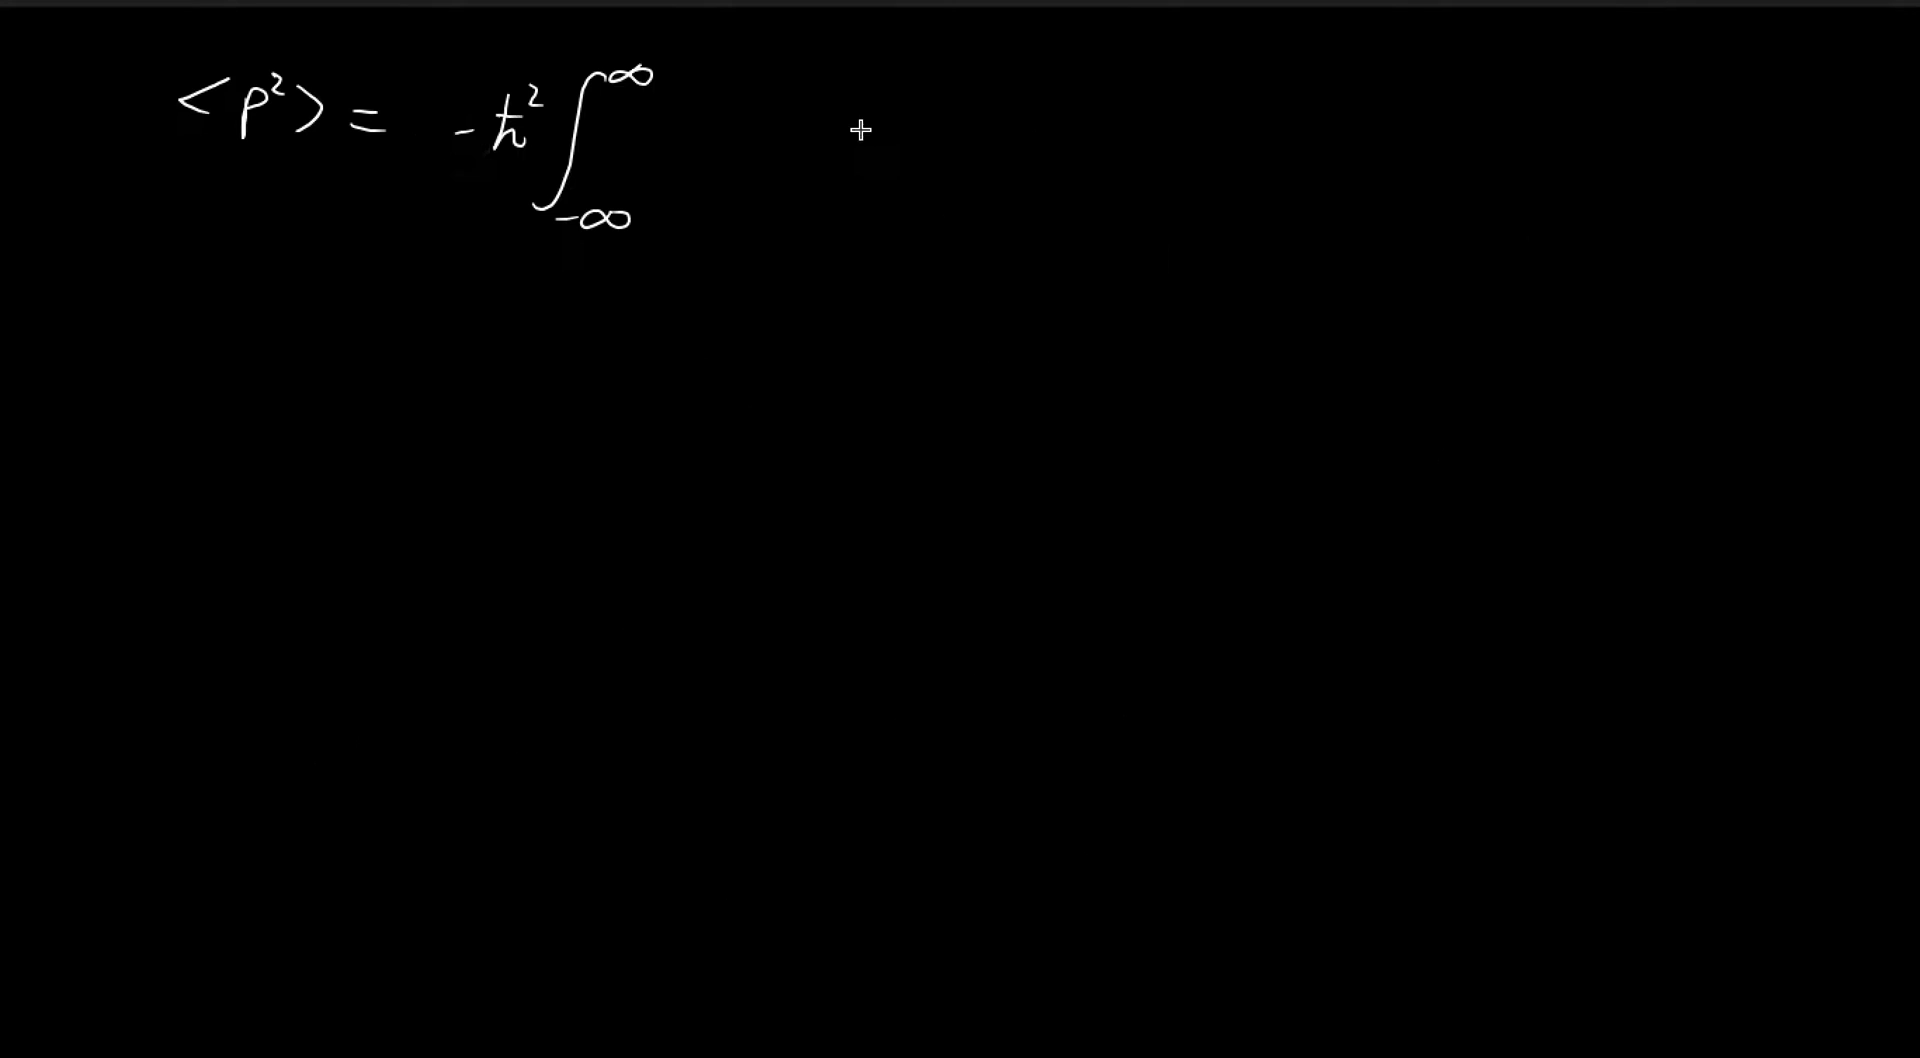 <p²> = -ħ² ∫_{-∞}^{∞}